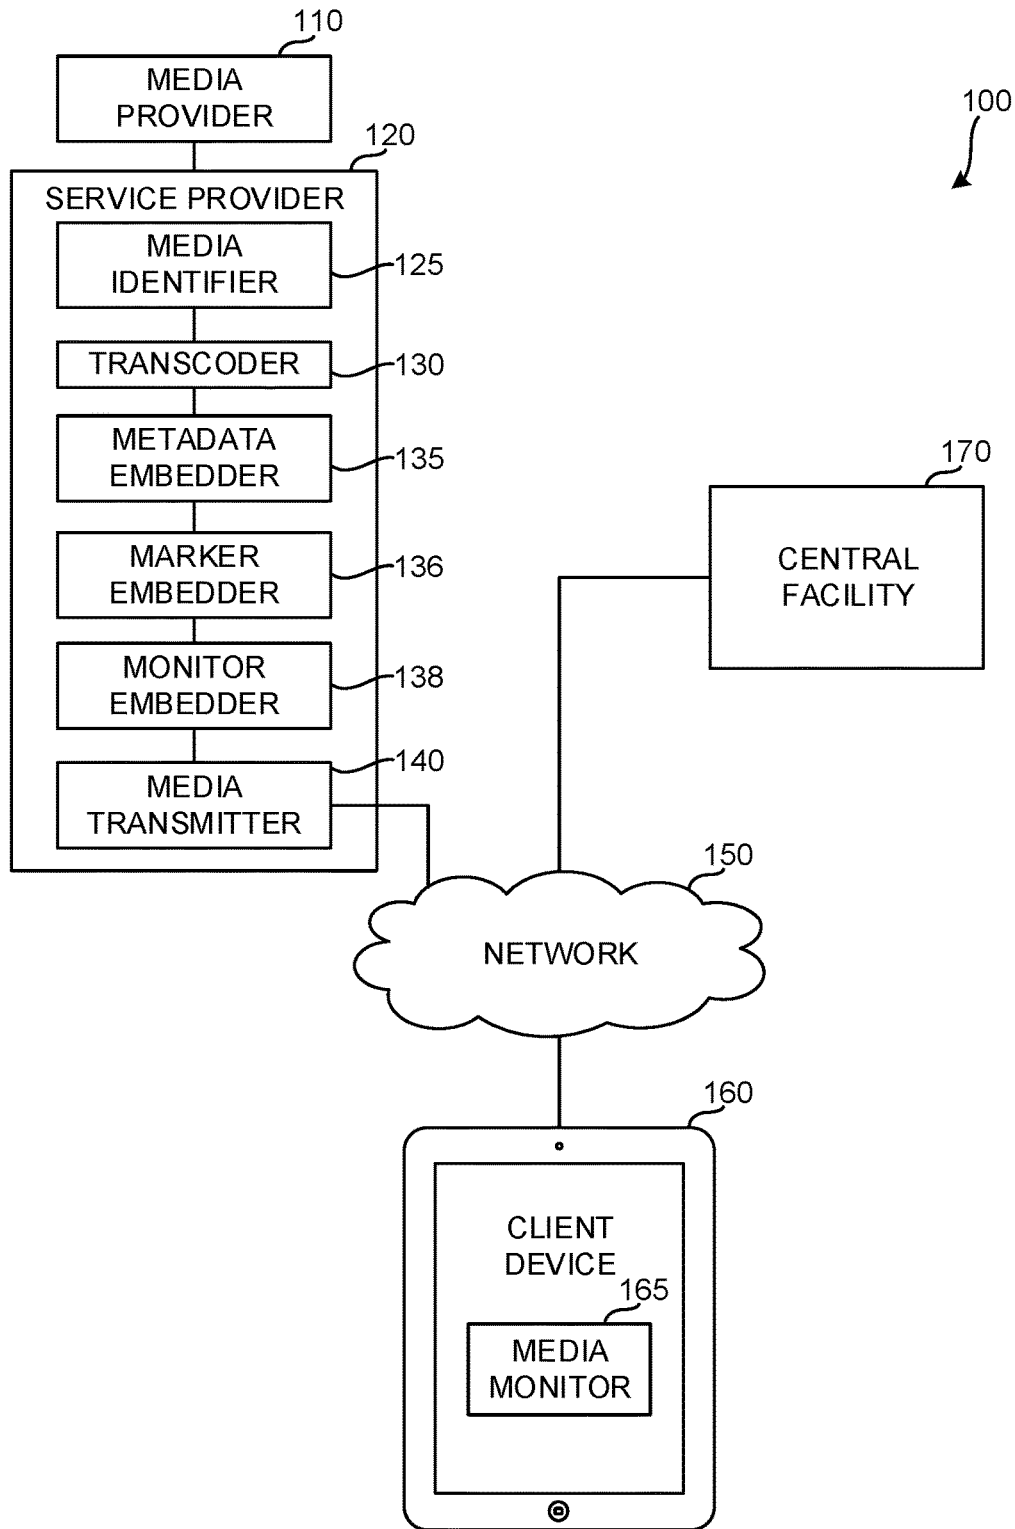 110
MEDIA
PROVIDER
100
120
SERVICE PROVIDER
MEDIA
IDENTIFIER
125
TRANSCODER
130
METADATA
EMBEDDER
135
MARKER
EMBEDDER
136
MONITOR
EMBEDDER
138
MEDIA
TRANSMITTER
140
170
CENTRAL
FACILITY
150
NETWORK
160
CLIENT
DEVICE
165
MEDIA
MONITOR